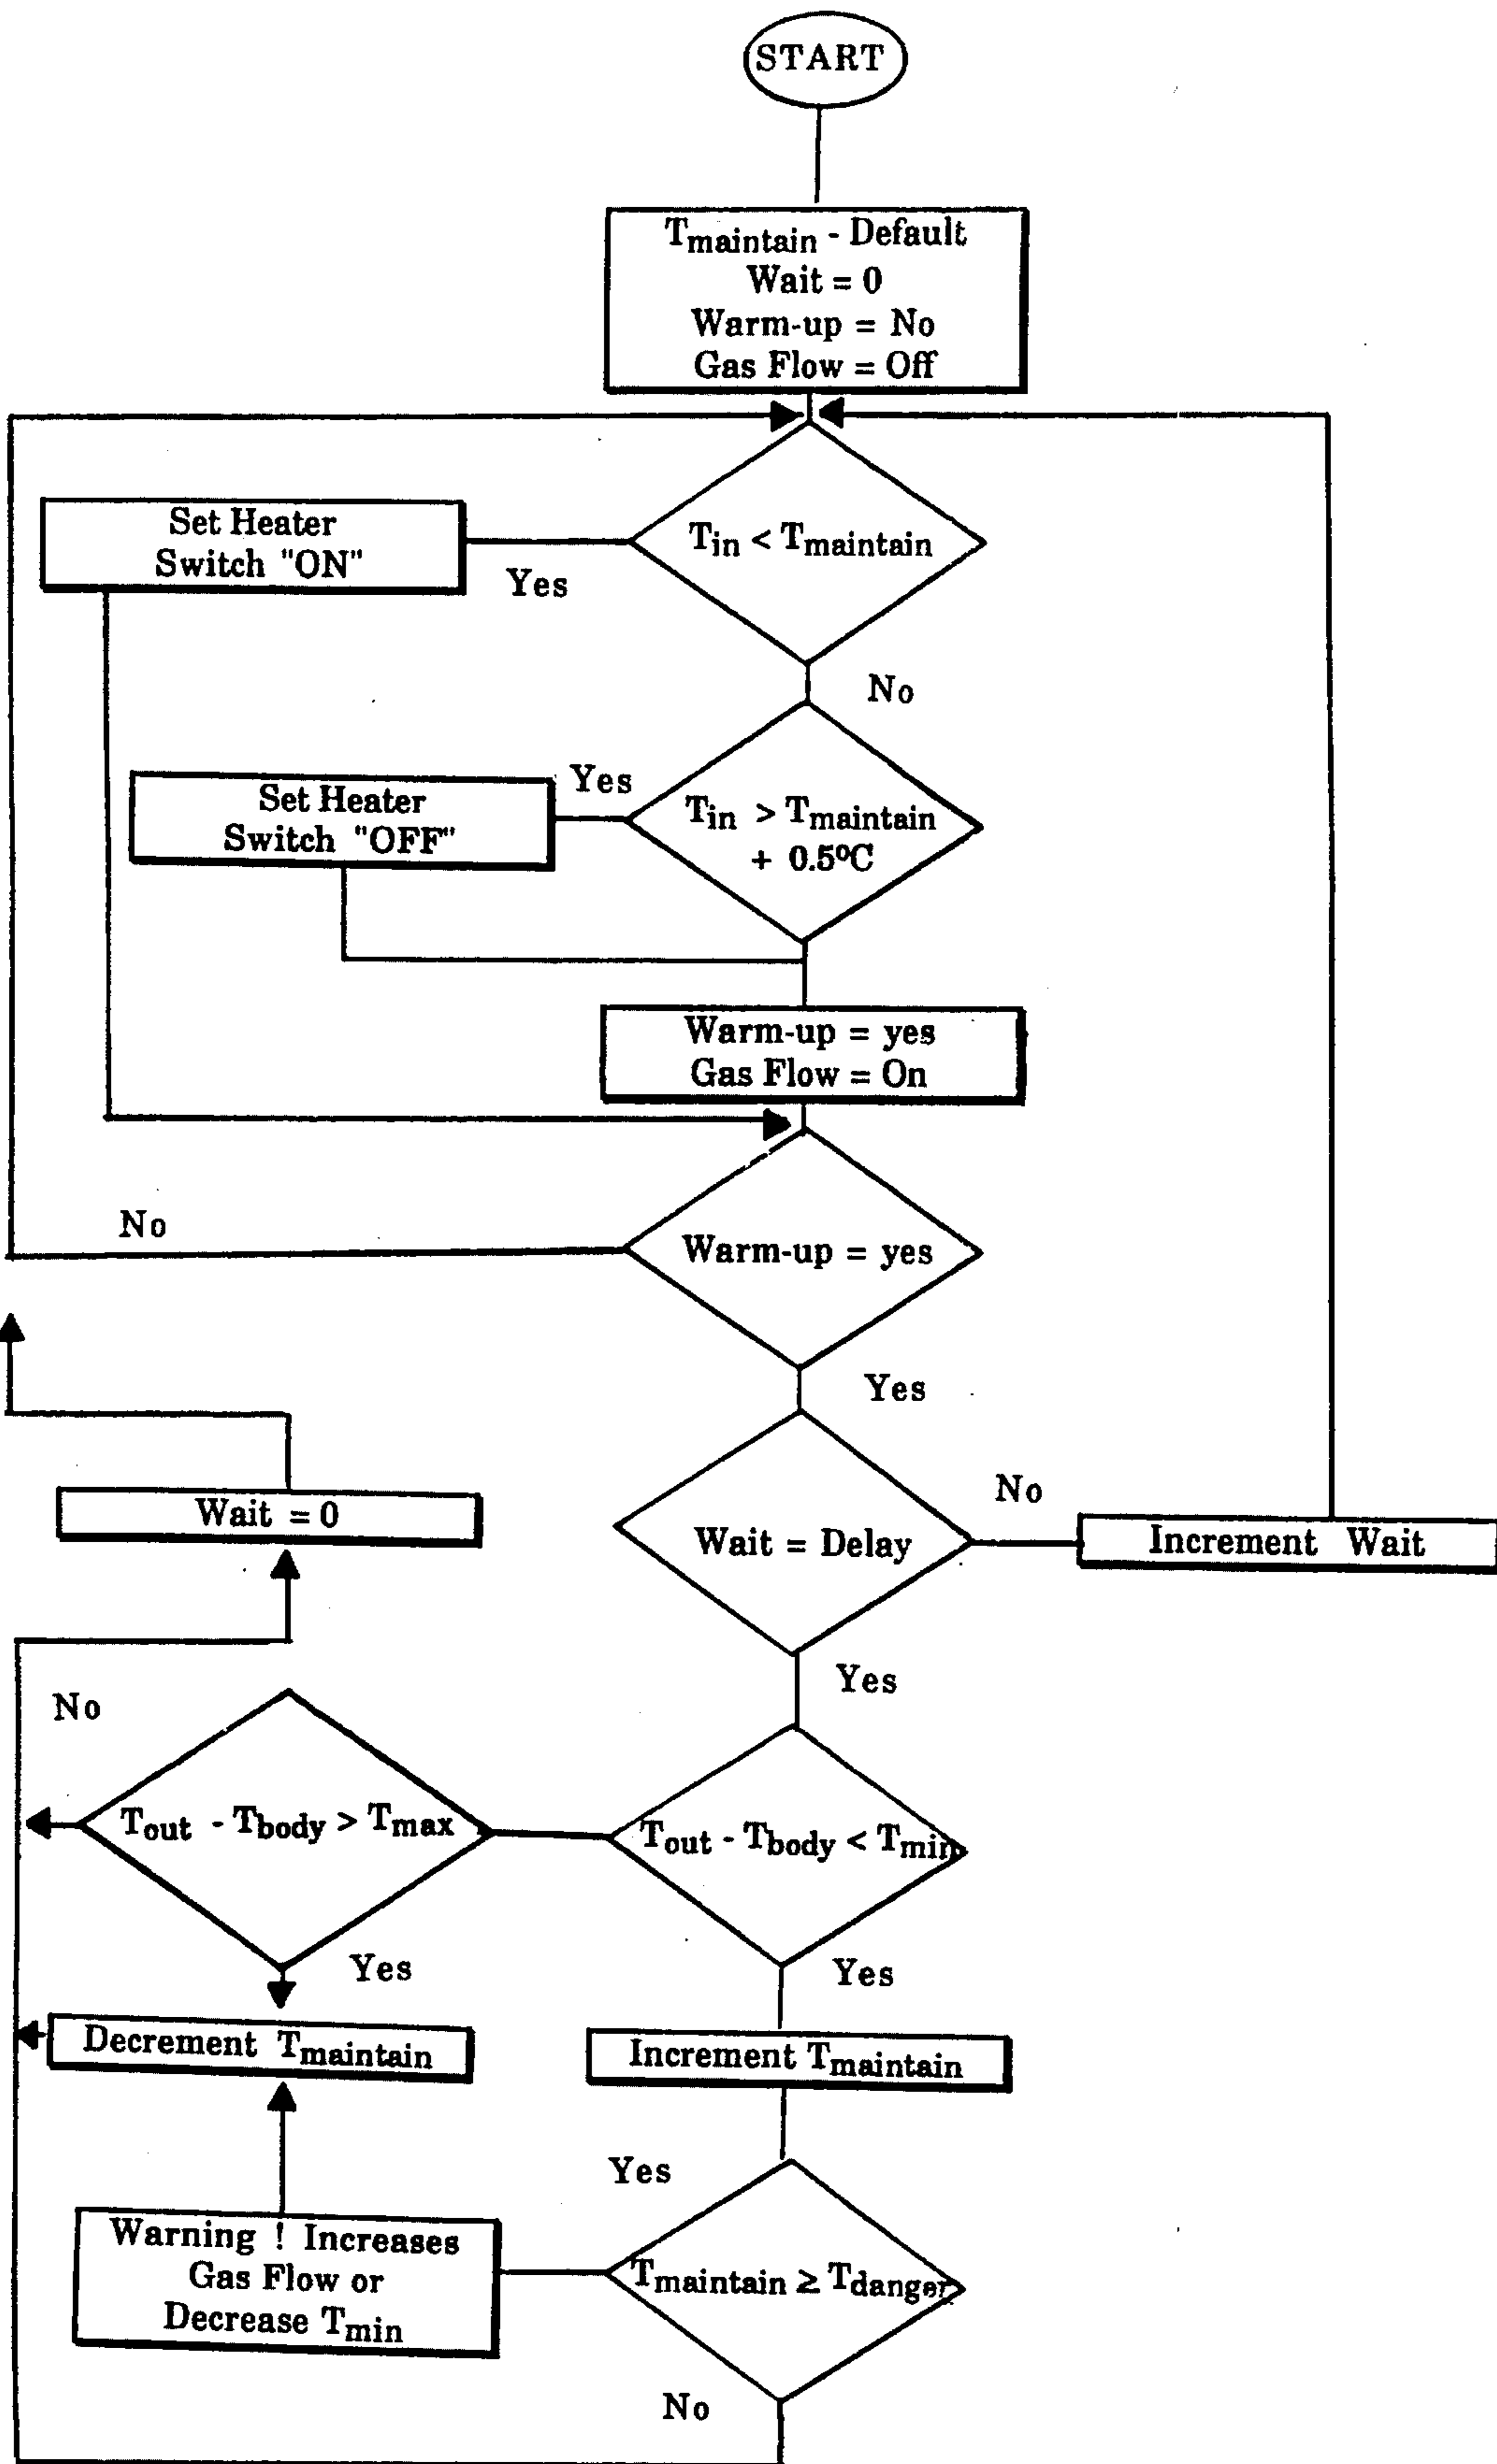 START
Tmaintain - Default
Wait = 0
Warm-up = No
Gas Flow = Off
Tin < Tmaintain
Set Heater
Switch "ON"
Yes
No
Tin > Tmaintain
+ 0.5ºC
Yes
Set Heater
Switch "OFF"
Warm-up = yes
Gas Flow = On
No
Warm-up = yes
Yes
Wait = 0
Wait = Delay
No
Increment Wait
Yes
No
Tout - Tbody > Tmax
Tout - Tbody < Tmin
Yes
Yes
Decrement Tmaintain
Increment Tmaintain
Yes
Warning ! Increases
Gas Flow or
Decrease Tmin
Tmaintain ≥ Tdanger
No